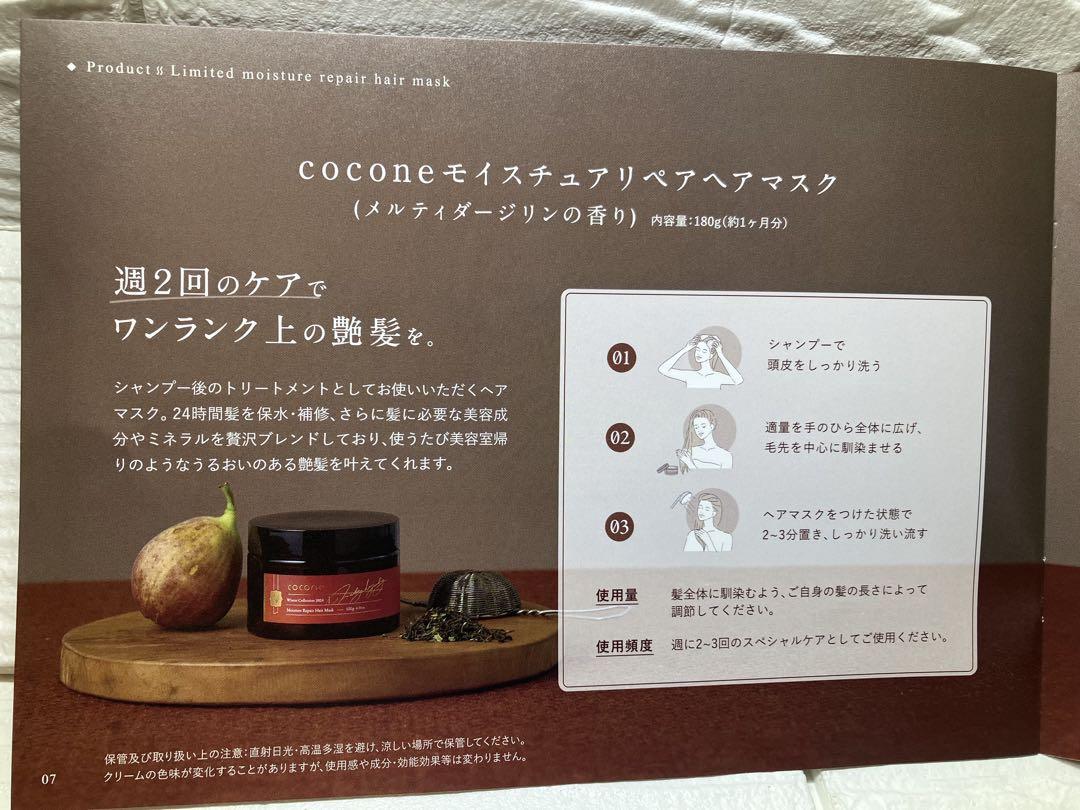 ◆ Product Limited moisture repair hair mask
coconeモイスチュアリペアヘアマスク
(メルティダージリンの香り) 内容量:180g(約1ヶ月分)
週2回のケアで
ワンランク上の艶髪を。
シャンプー後のトリートメントとしてお使いいただくヘア
マスク。24時間髪を保水・補修、さらに髪に必要な美容成
分やミネラルを贅沢ブレンドしており、使うたび美容室帰
りのようなうるおいのある艶髪を叶えてくれます。
cocone
Winter Collection 2024
Moisture Repair Hair Mask
01
シャンプーで
頭皮をしっかり洗う
02
適量を手のひら全体に広げ、
毛先を中心に馴染ませる
03
ヘアマスクをつけた状態で
2~3分置き、しっかり洗い流す
使用量 髪全体に馴染むよう、ご自身の髪の長さによって
調節してください。
使用頻度 週に2~3回のスペシャルケアとしてご使用ください。
保管及び取り扱い上の注意:直射日光・高温多湿を避け、涼しい場所で保管してください。
クリームの色味が変化することがありますが、使用感や成分・効能効果等は変わりません。
07